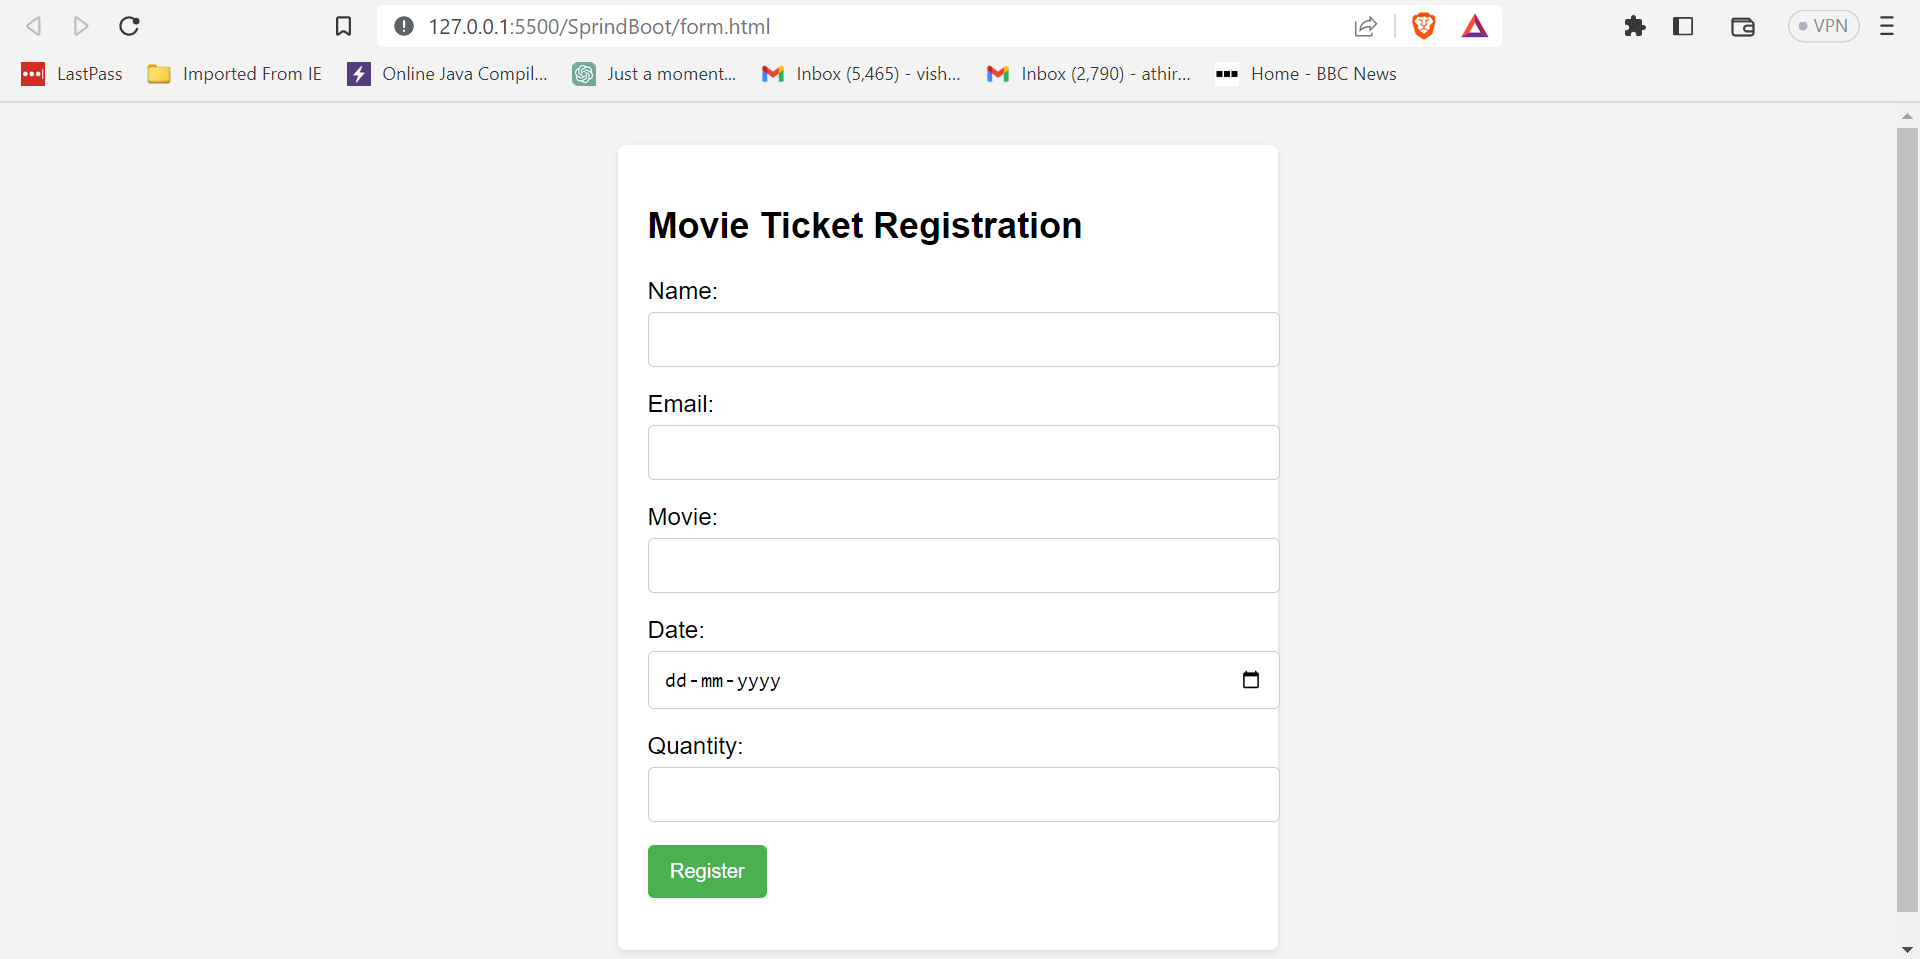 127.0.0.1:5500/SprindBoot/form.html
VPN
LastPass Imported From IE Online Java Compil... Just a moment... Inbox (5,465) - vish... Inbox (2,790) - athir... Home - BBC News
Movie Ticket Registration
Name:
Email:
Movie:
Date:
dd-mm-yyyy
Quantity:
Register